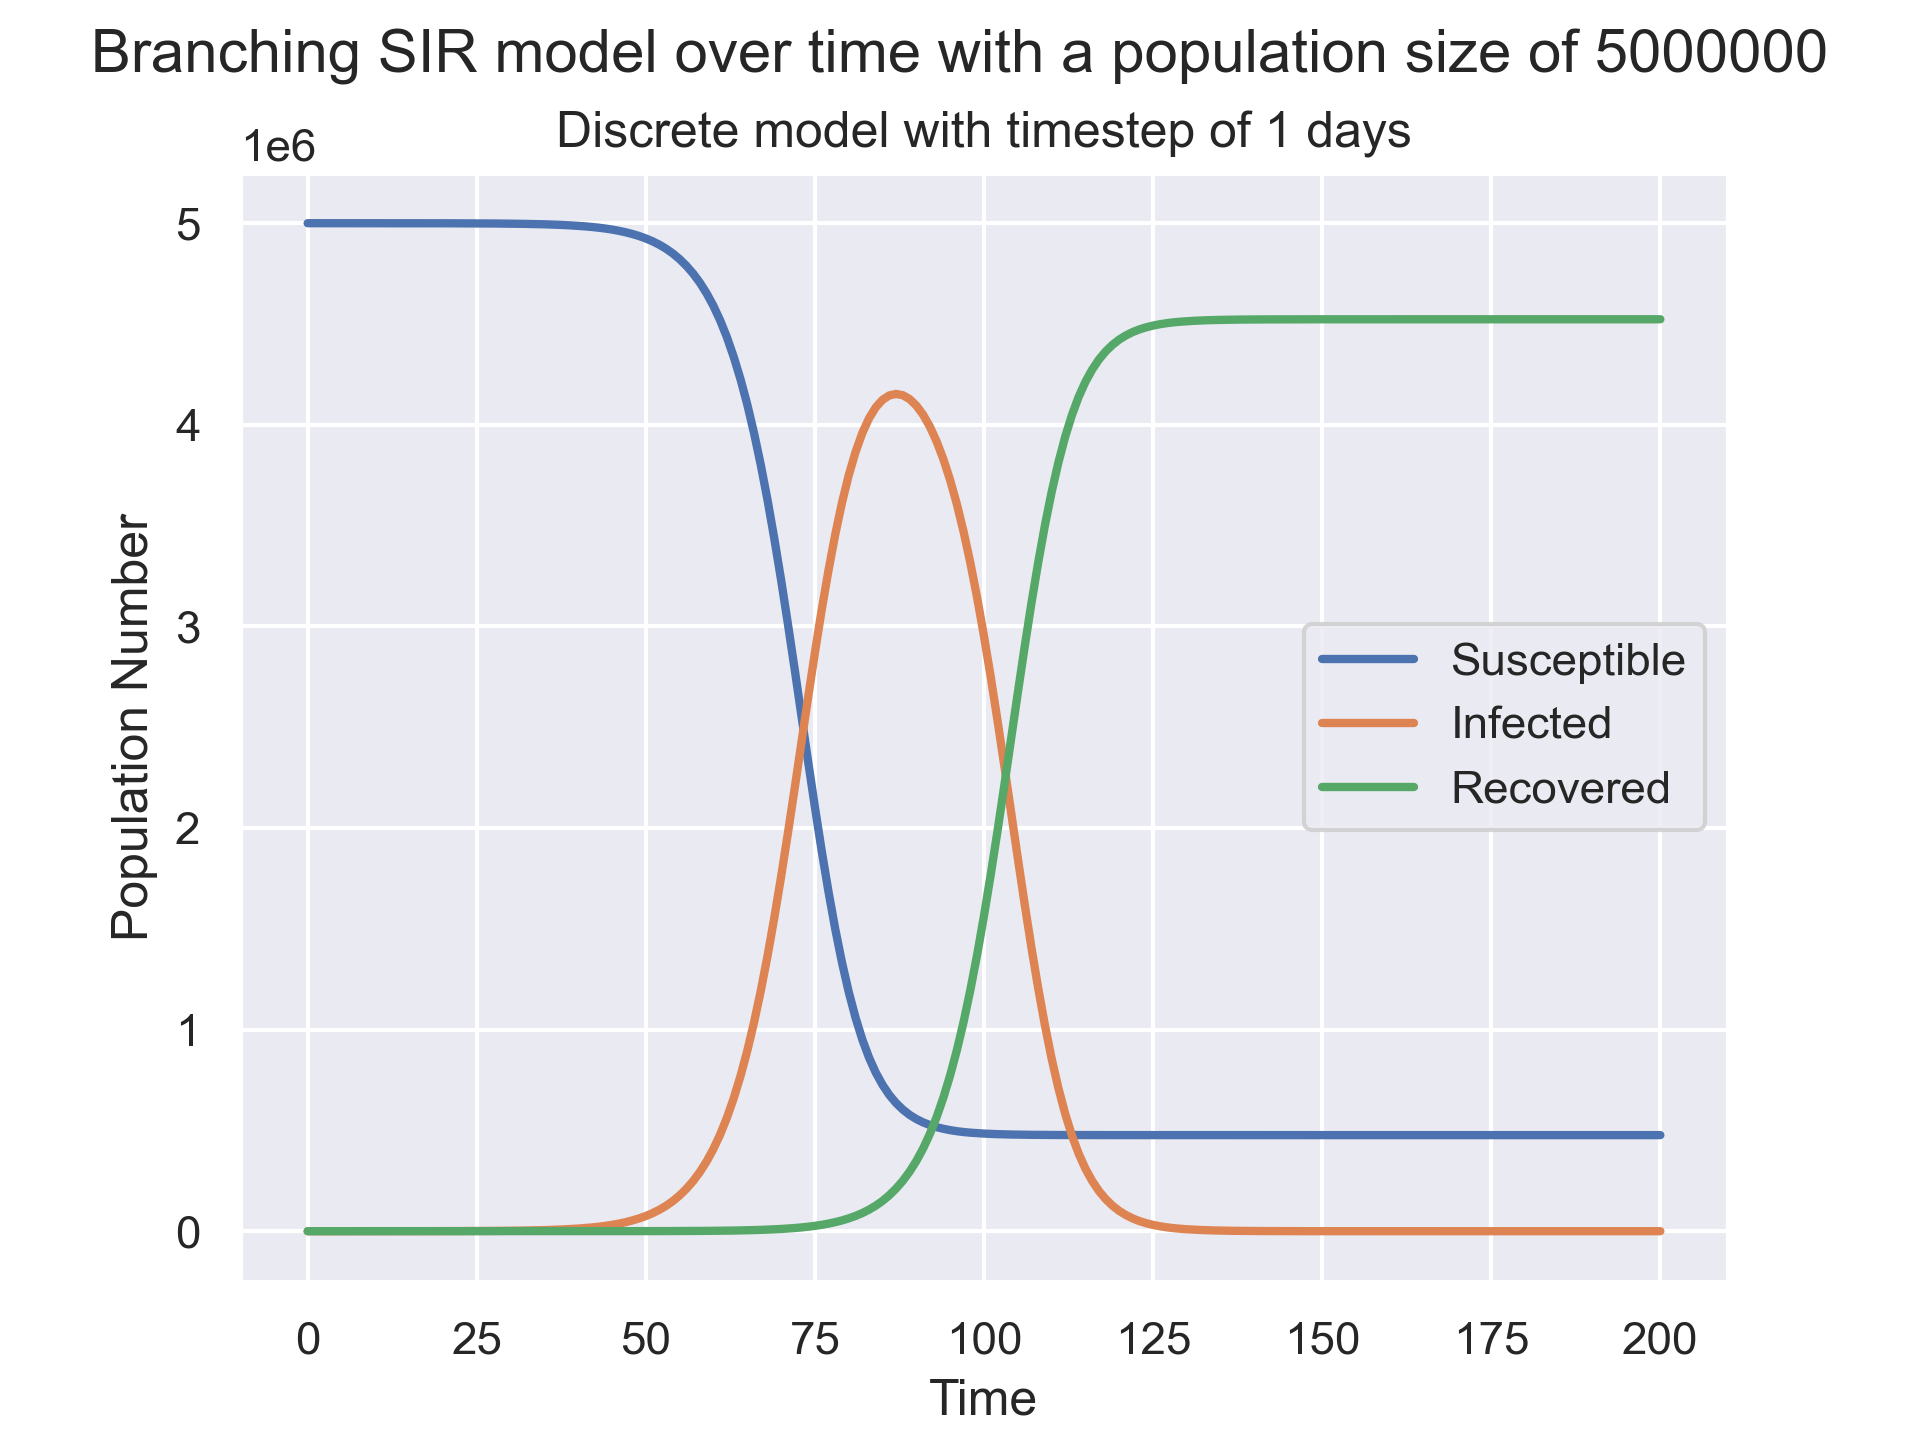 Branching SIR model over time with a population size of 5000000
Discrete model with timestep of 1 days
1e6
5
4
3
2
1
0
Population Number
Susceptible
Infected
Recovered
0 25 50 75 100 125 150 175 200
Time